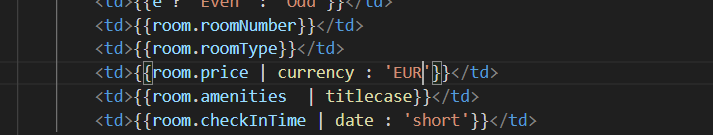 <td>{{e ? 'Even' : 'Odd'}}</td>
<td>{{room.roomNumber}}</td>
<td>{{room.roomType}}</td>
<td>{{room.price | currency : 'EUR'}}</td>
<td>{{room.amenities  | titlecase}}</td>
<td>{{room.checkInTime | date : 'short'}}</td>